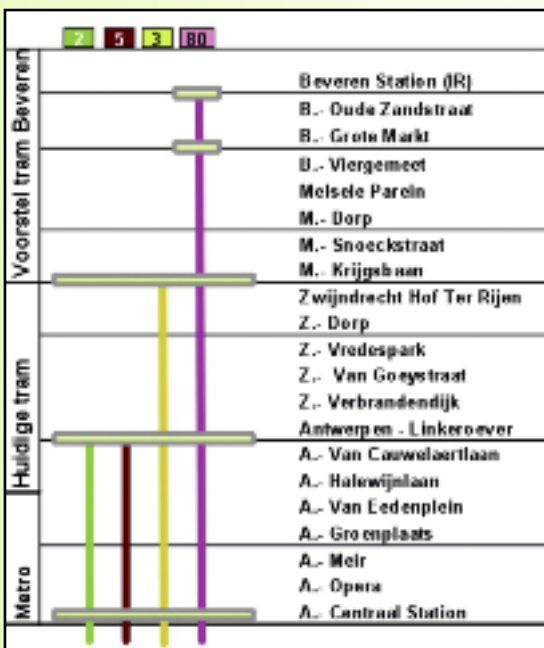 2 5 3 80
Voorstel tram Beveren
Beveren Station (IR)
B.- Oude Zandstraat
B.- Grote Markt
B.- Viergemeet
Melsele Parein
M.- Dorp
M.- Snoeckstraat
M.- Krijgsbaan
Huidige tram
Zwijndrecht Hof Ter Rijen
Z.- Dorp
Z.- Vredespark
Z.- Van Goeystraat
Z.- Verbrandendijk
Antwerpen - Linkeroever
A.- Van Cauwelaertlaan
A.- Halewijnlaan
Metro
A.- Van Eedenplein
A.- Groenplaats
A.- Meir
A.- Opera
A.- Centraal Station